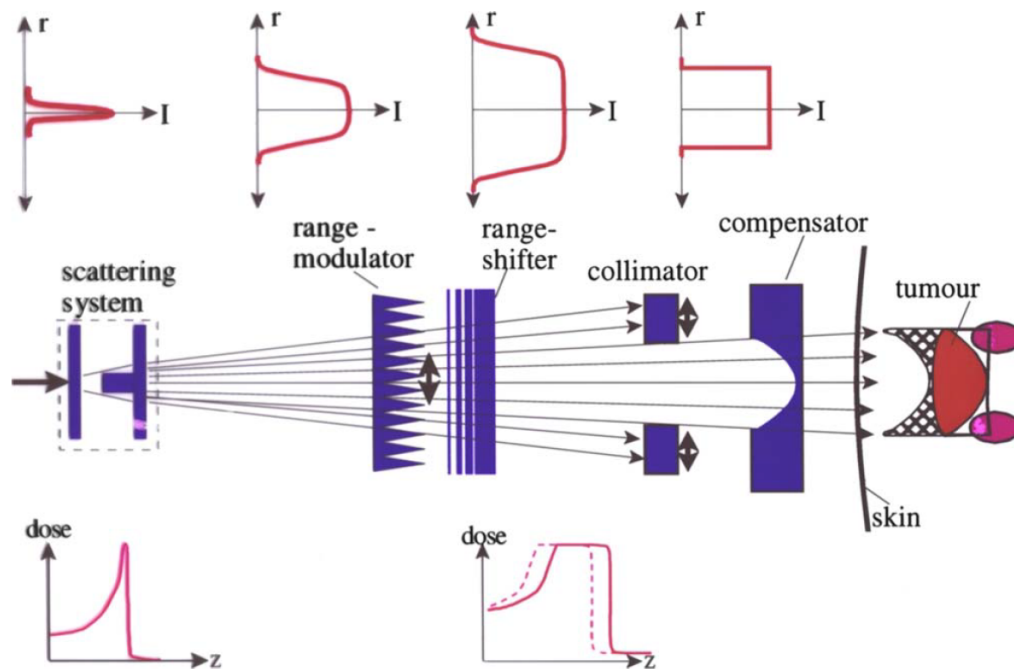 r
r
r
r
I
I
I
I
range -
modulator
range-
shifter
compensator
scattering
system
collimator
tumour
skin
dose
z
dose
z